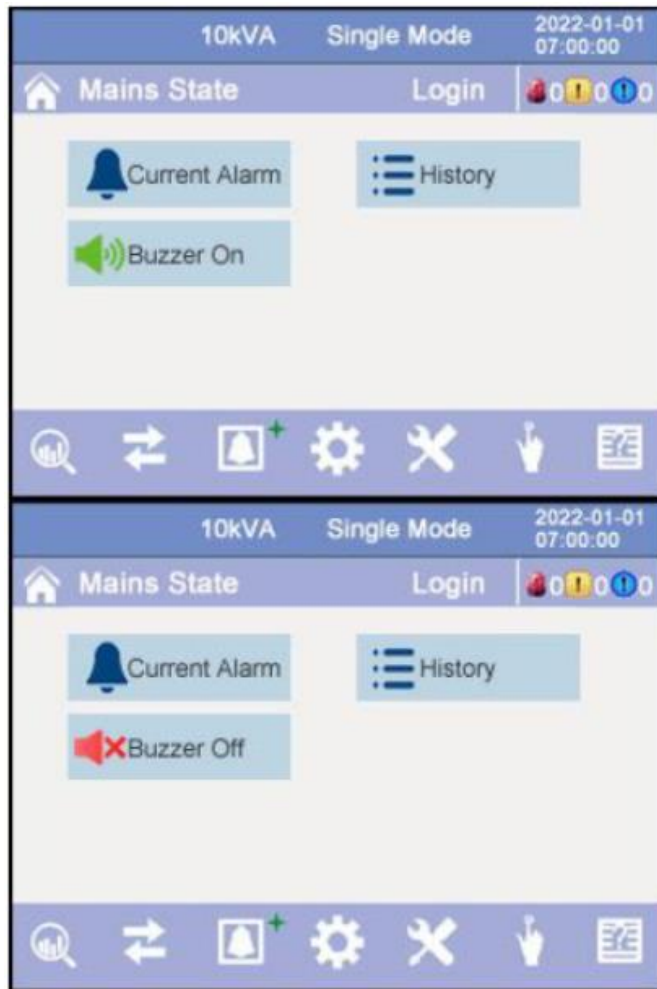 10kVA Single Mode 2022-01-01
07:00:00
Mains State Login 0 0 0
Current Alarm History
Buzzer On
10kVA Single Mode 2022-01-01
07:00:00
Mains State Login 0 0 0
Current Alarm History
Buzzer Off